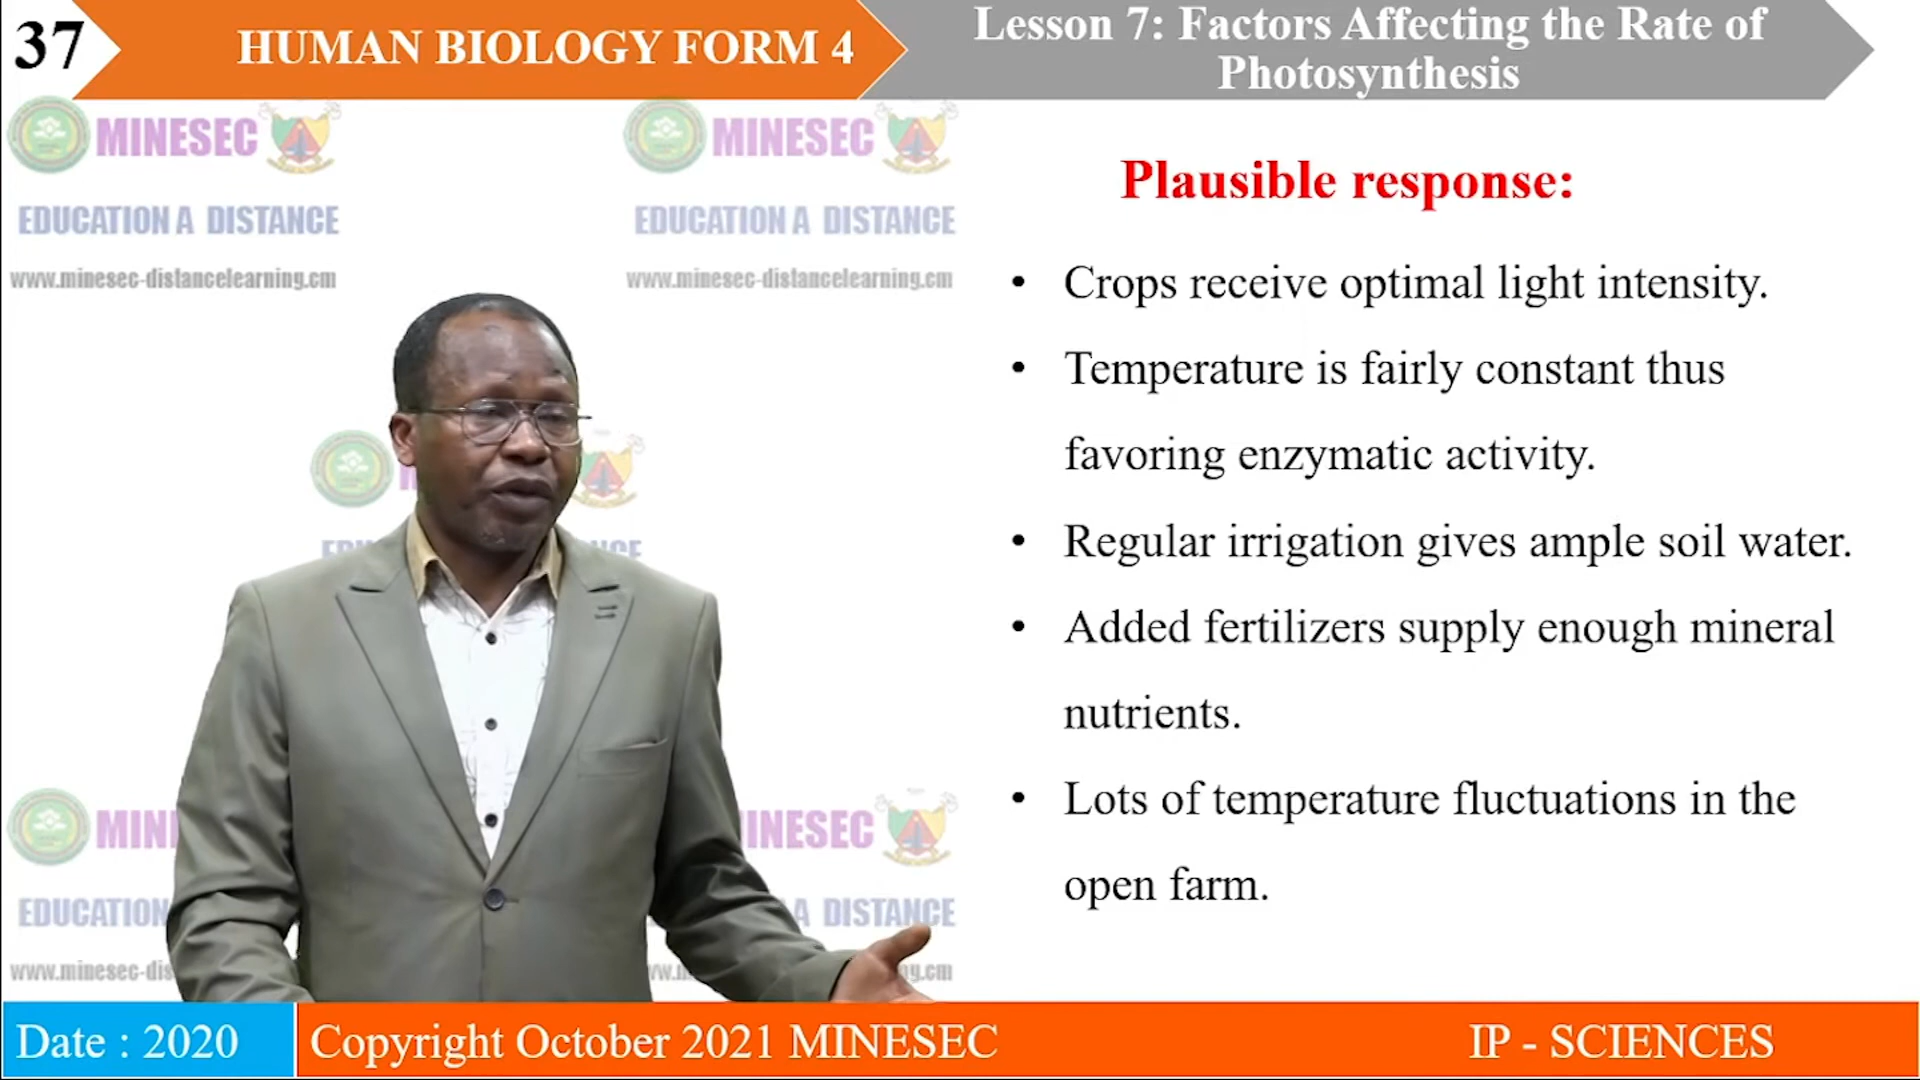 37
HUMAN BIOLOGY FORM 4
Lesson 7: Factors Affecting the Rate of
Photosynthesis
MINESEC
MINESEC
EDUCATION A DISTANCE
EDUCATION A DISTANCE
www.minesec-distancelearning.cm
www.minesec-distancelearning.cm
Plausible response:
• Crops receive optimal light intensity.
• Temperature is fairly constant thus
favoring enzymatic activity.
• Regular irrigation gives ample soil water.
• Added fertilizers supply enough mineral
nutrients.
• Lots of temperature fluctuations in the
open farm.
EDUCATION
A DISTANCE
Date : 2020
Copyright October 2021 MINESEC
IP - SCIENCES